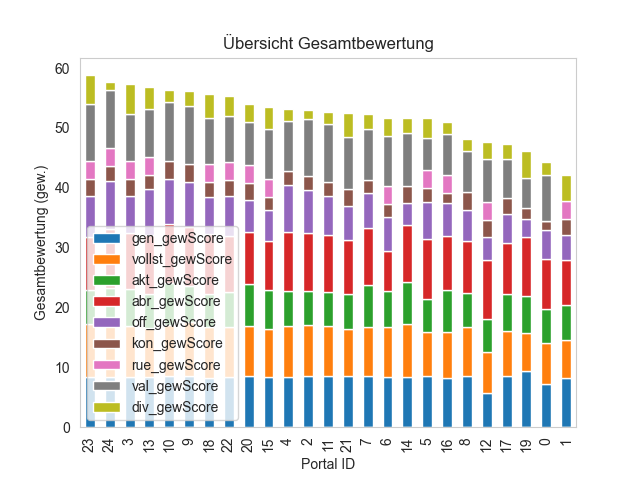 Übersicht Gesamtbewertung
Gesamtbewertung (gew.)
60
50
40
30
20
10
0
gen_gewScore
vollst_gewScore
akt_gewScore
abr_gewScore
off_gewScore
kon_gewScore
rue_gewScore
val_gewScore
div_gewScore
23 24 3 13 10 9 18 22 20 15 4 2 11 21 7 6 14 5 16 8 12 17 19 0 1
Portal ID